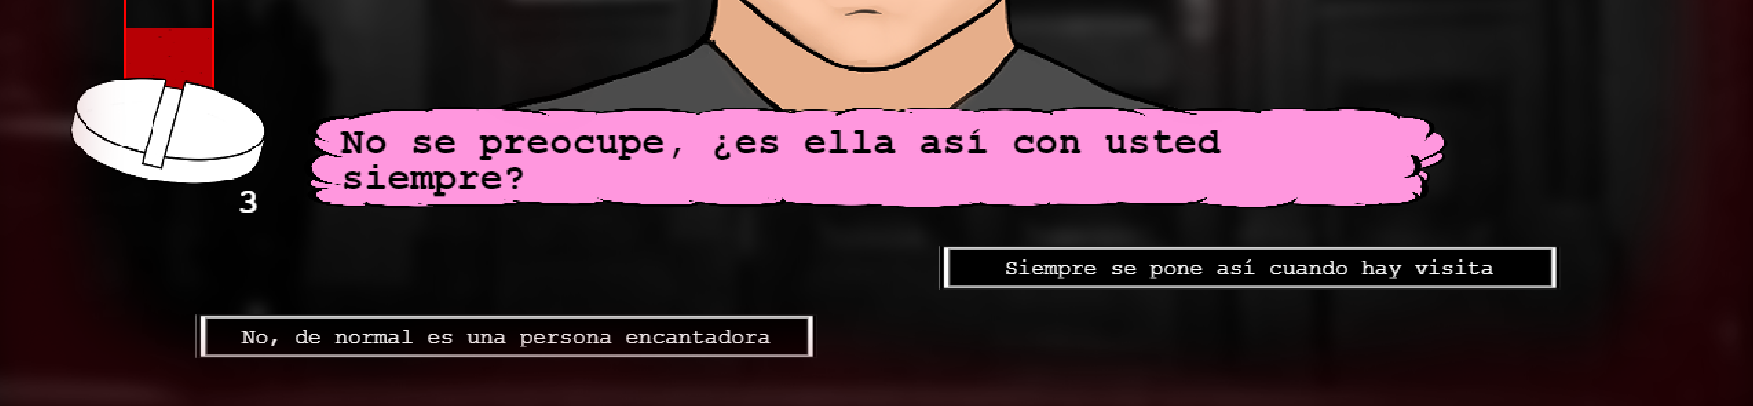 No se preocupe, ¿es ella así con usted
siempre?
3
Siempre se pone así cuando hay visita
No, de normal es una persona encantadora